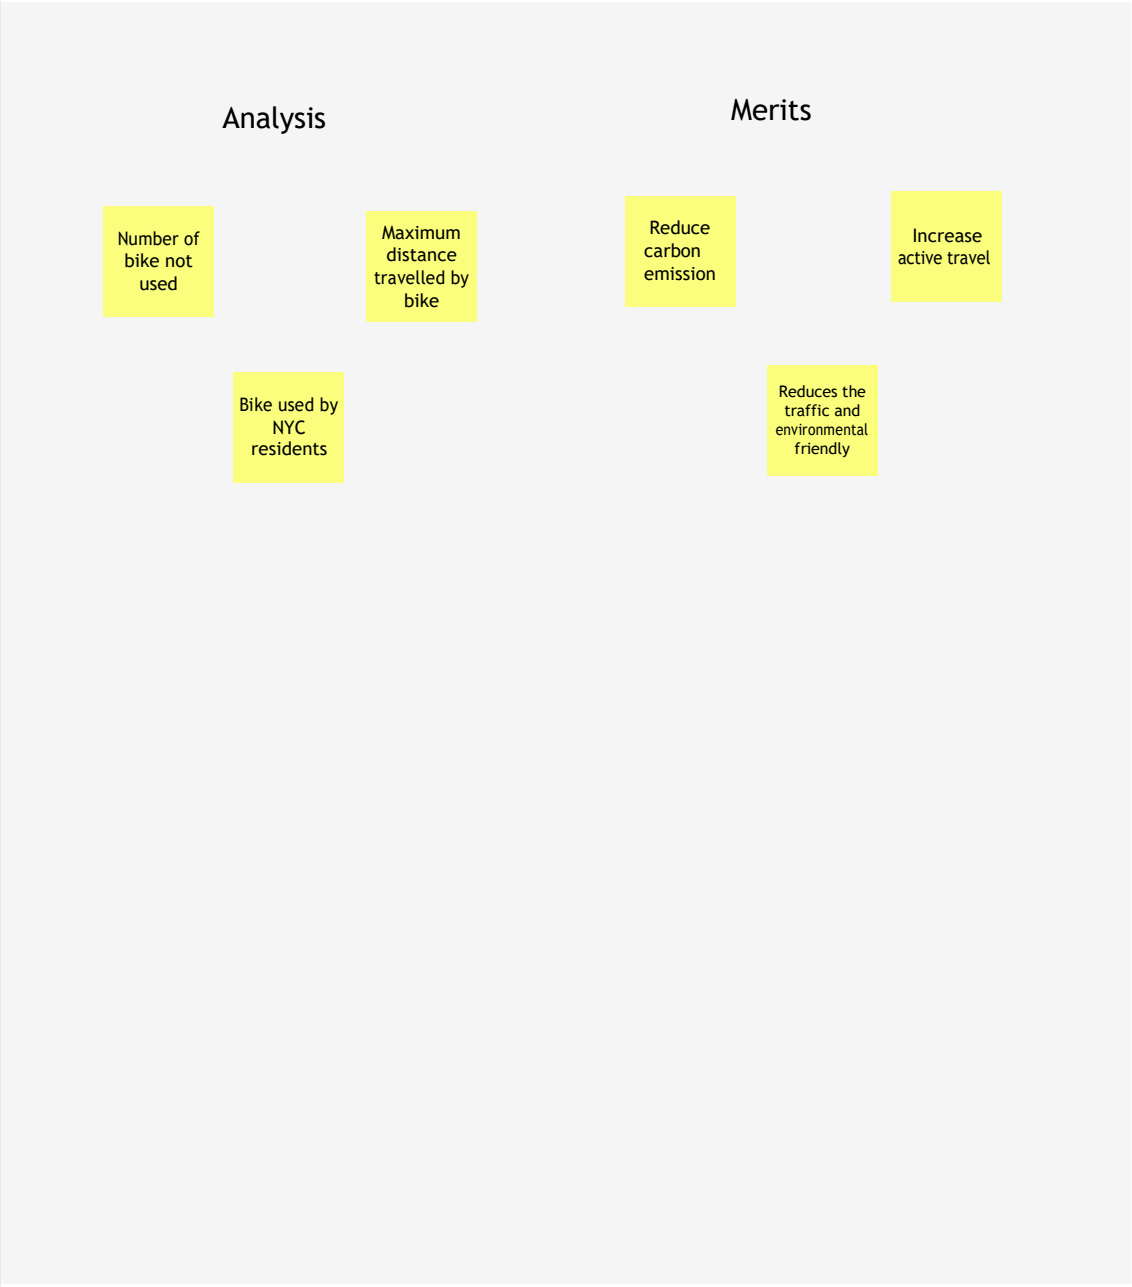 Analysis
Merits
Number of
bike not
used
Maximum
distance
travelled by
bike
Reduce
carbon
emission
Increase
active travel
Bike used by
NYC
residents
Reduces the
traffic and
environmental
friendly